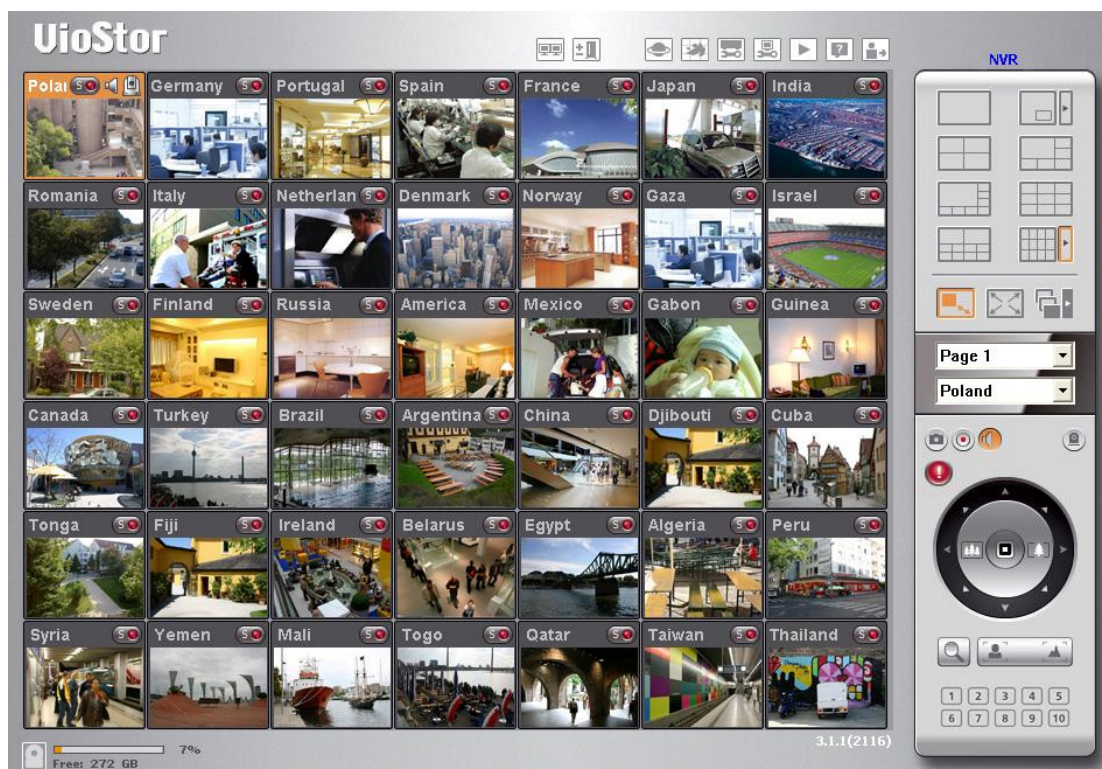 VioStor
NVR
Polar S
Germany S
Portugal S
Spain S
France S
Japan S
India S
Romania S
Italy S
Netherlan S
Denmark S
Norway S
Gaza S
Israel S
Sweden S
Finland S
Russia S
America S
Mexico S
Gabon S
Guinea S
Canada S
Turkey S
Brazil S
Argentina S
China S
Djibouti S
Cuba S
Tonga S
Fiji S
Ireland S
Belarus S
Egypt S
Algeria S
Peru S
Syria S
Yemen S
Mali S
Togo S
Qatar S
Taiwan S
Thailand S
Page 1
Poland
1 2 3 4 5
6 7 8 9 10
3.1.1(2116)
7%
Free: 272 GB